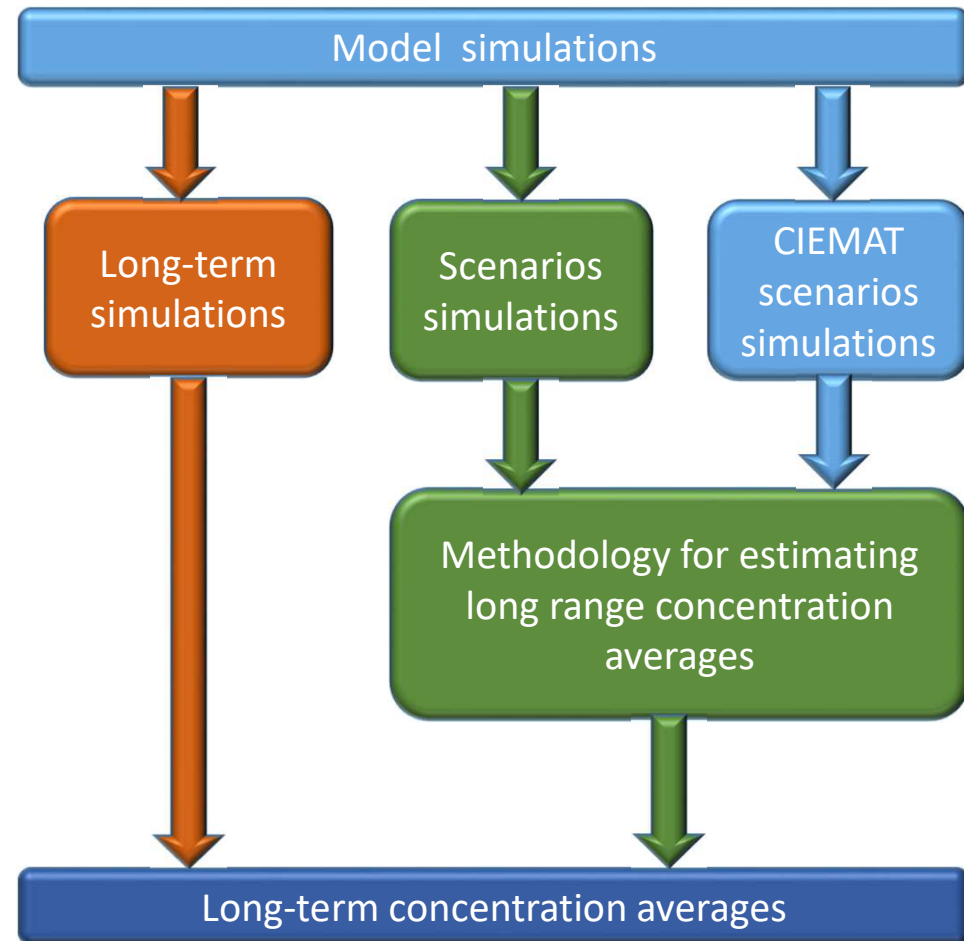 Model simulations
Long-term
simulations
Scenarios
simulations
CIEMAT
scenarios
simulations
Methodology for estimating
long range concentration
averages
Long-term concentration averages